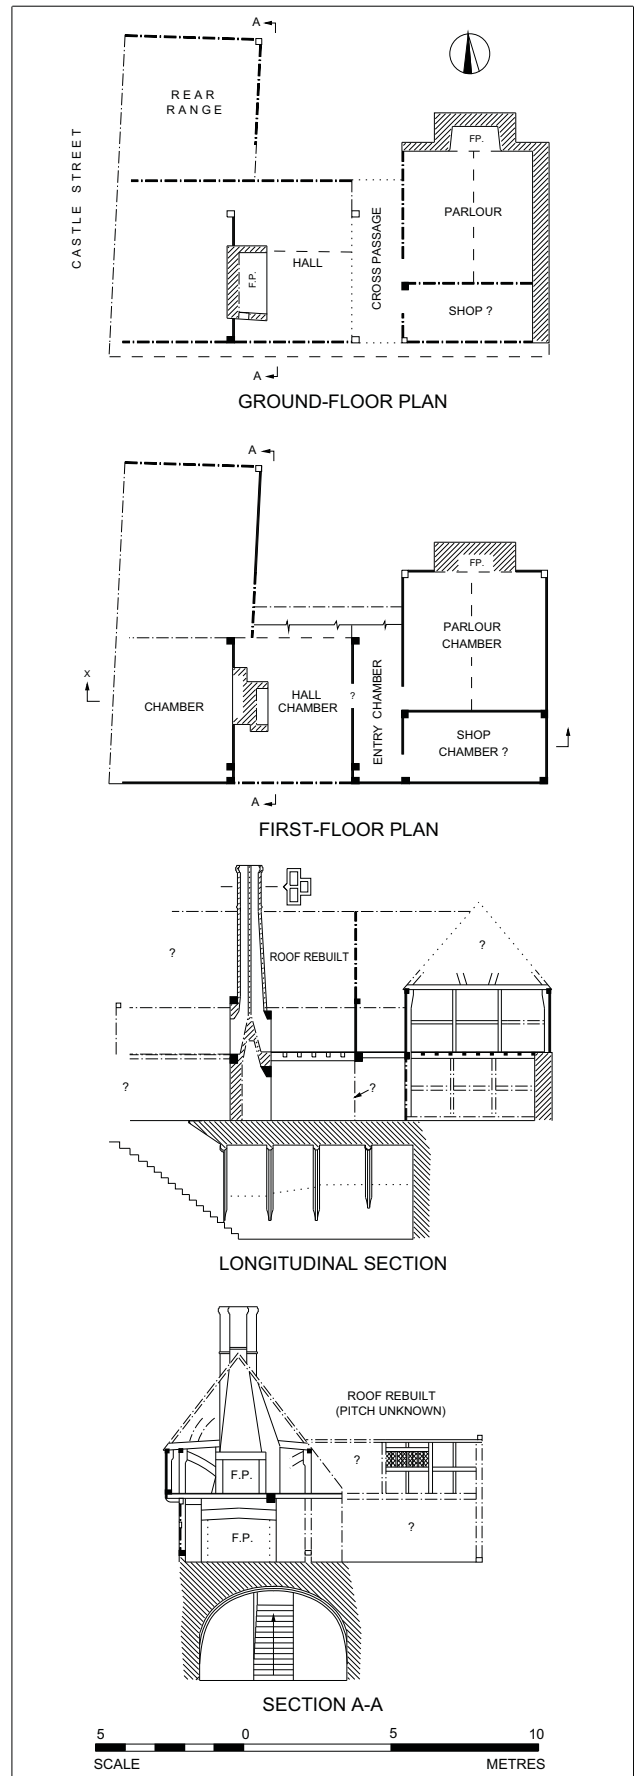 A
REAR
RANGE
CASTLE STREET
FP.
PARLOUR
CROSS PASSAGE
HALL
F.P.
SHOP ?
A
GROUND-FLOOR PLAN
A
FP.
PARLOUR
CHAMBER
x
CHAMBER
HALL
CHAMBER
?
ENTRY CHAMBER
SHOP
CHAMBER ?
A
FIRST-FLOOR PLAN
?
ROOF REBUILT
?
?
?
LONGITUDINAL SECTION
ROOF REBUILT
(PITCH UNKNOWN)
F.P.
?
F.P.
?
SECTION A-A
5 0 5 10
SCALE METRES